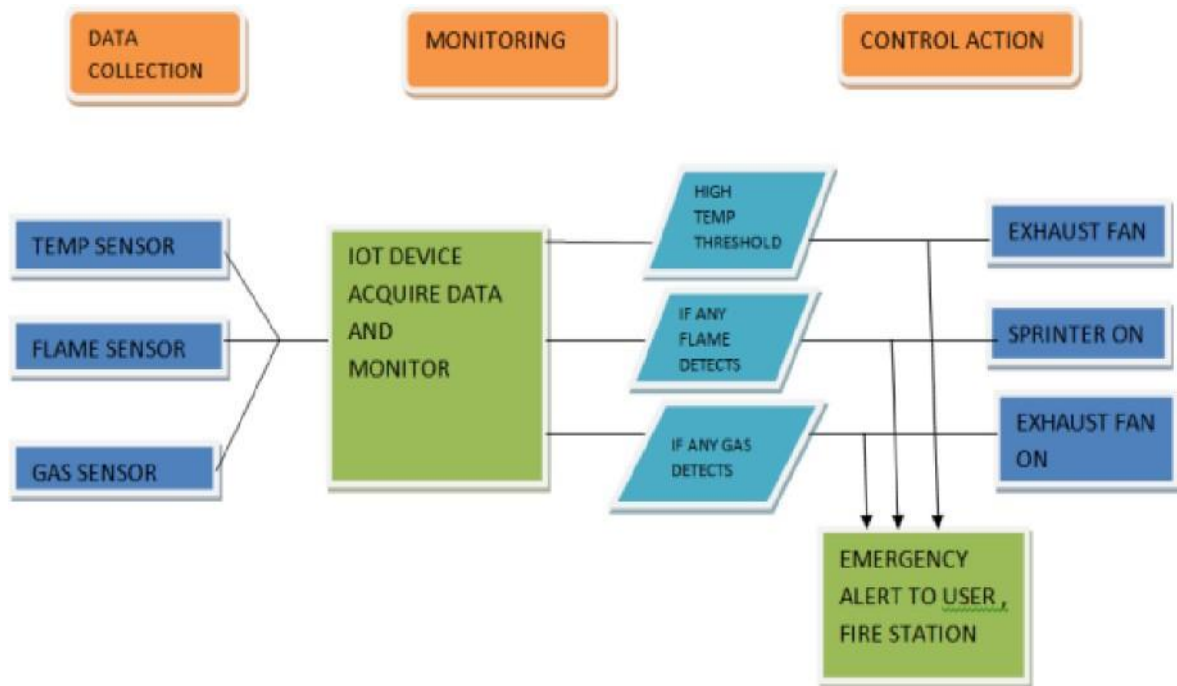 DATA
COLLECTION
MONITORING
CONTROL ACTION
TEMP SENSOR
FLAME SENSOR
GAS SENSOR
IOT DEVICE
ACQUIRE DATA
AND
MONITOR
HIGH
TEMP
THRESHOLD
IF ANY
FLAME
DETECTS
IF ANY GAS
DETECTS
EXHAUST FAN
SPRINTER ON
EXHAUST FAN
ON
EMERGENCY
ALERT TO USER ,
FIRE STATION